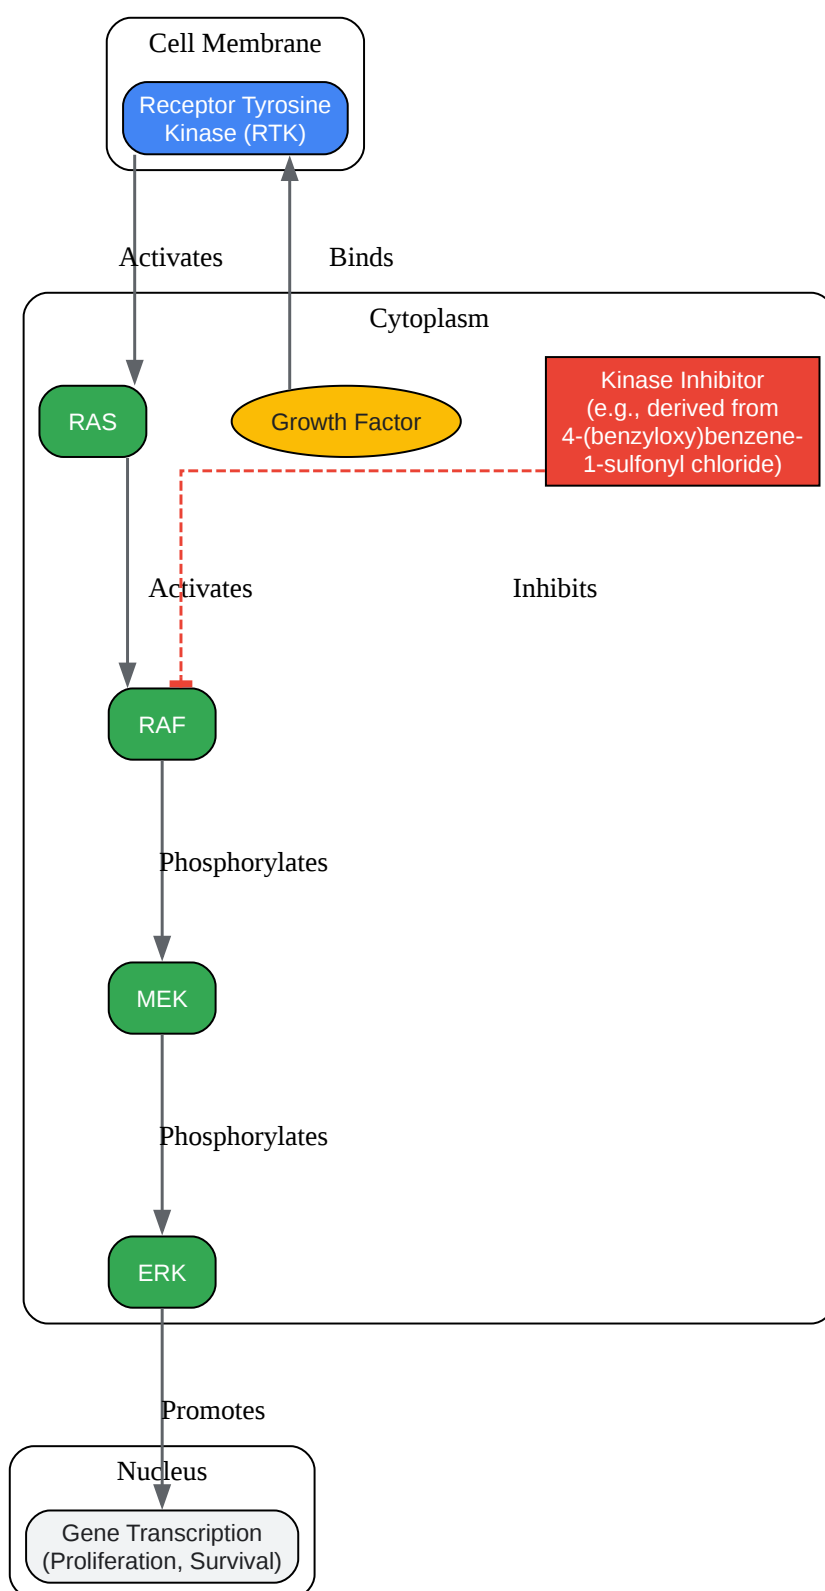 Cell Membrane
Receptor Tyrosine
Kinase (RTK)
Activates
Binds
Cytoplasm
RAS
Growth Factor
Kinase Inhibitor
(e.g., derived from
4-(benzyloxy)benzene-
1-sulfonyl chloride)
Activates
Inhibits
RAF
Phosphorylates
MEK
Phosphorylates
ERK
Promotes
Nucleus
Gene Transcription
(Proliferation, Survival)